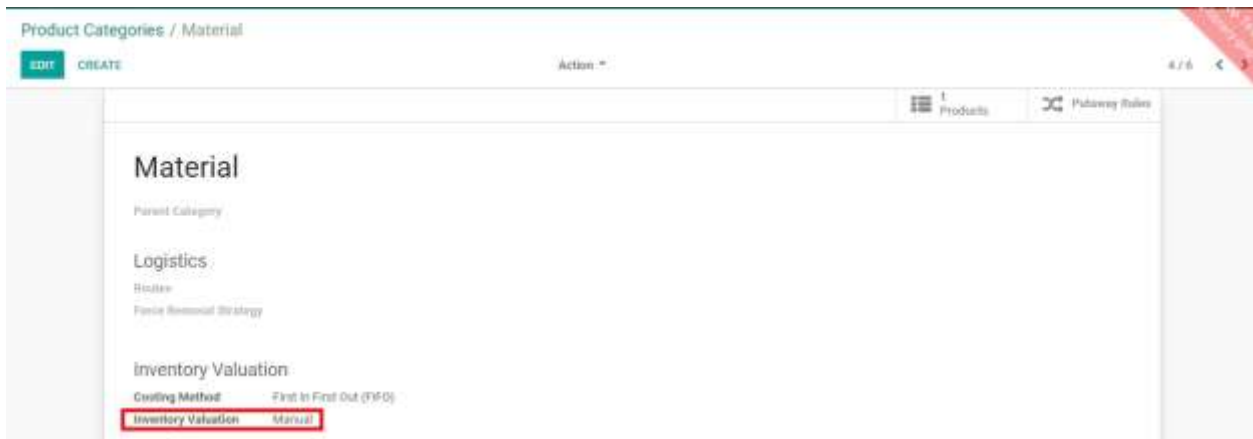 Product Categories / Material
EDIT CREATE Action 4 / 6
1
Products
Putaway Rules
Material
Parent Category
Logistics
Routes
Force Removal Strategy
Inventory Valuation
Costing Method First In First Out (FIFO)
Inventory Valuation Manual